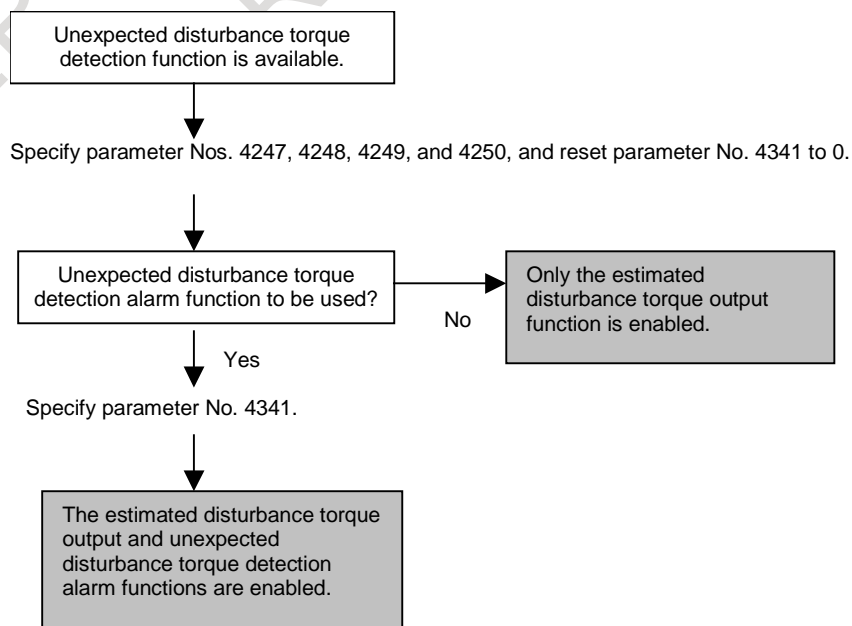 Unexpected disturbance torque
detection function is available.
Specify parameter Nos. 4247, 4248, 4249, and 4250, and reset parameter No. 4341 to 0.
Unexpected disturbance torque
detection alarm function to be used?
No
Only the estimated
disturbance torque output
function is enabled.
Yes
Specify parameter No. 4341.
The estimated disturbance torque
output and unexpected
disturbance torque detection
alarm functions are enabled.